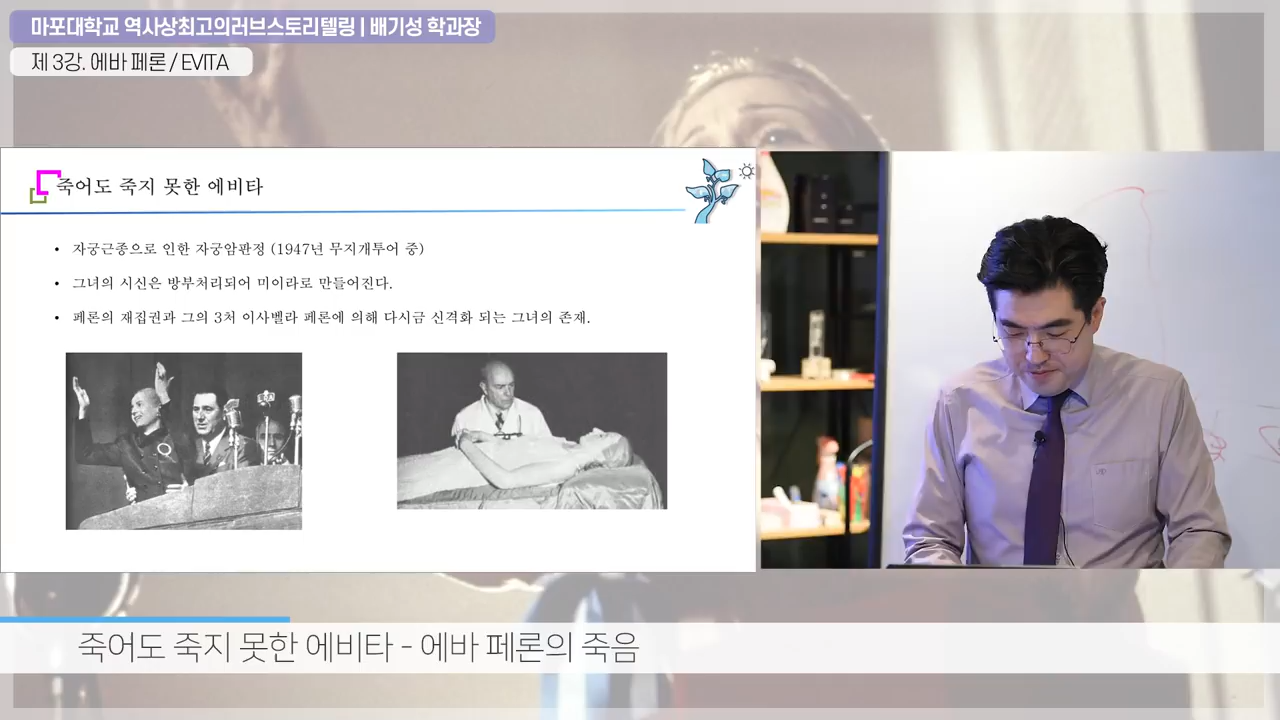 마포대학교 역사상최고의러브스토리텔링 | 배기성 학과장
제 3강. 에바 페론 / EVITA
죽어도 죽지 못한 에비타
• 자궁근종으로 인한 자궁암판정 (1947년 무지개투어 중)
• 그녀의 시신은 방부처리되어 미이라로 만들어진다.
• 페론의 재집권과 그의 3처 이사벨라 페론에 의해 다시금 신격화 되는 그녀의 존재.
죽어도 죽지 못한 에비타 - 에바 페론의 죽음